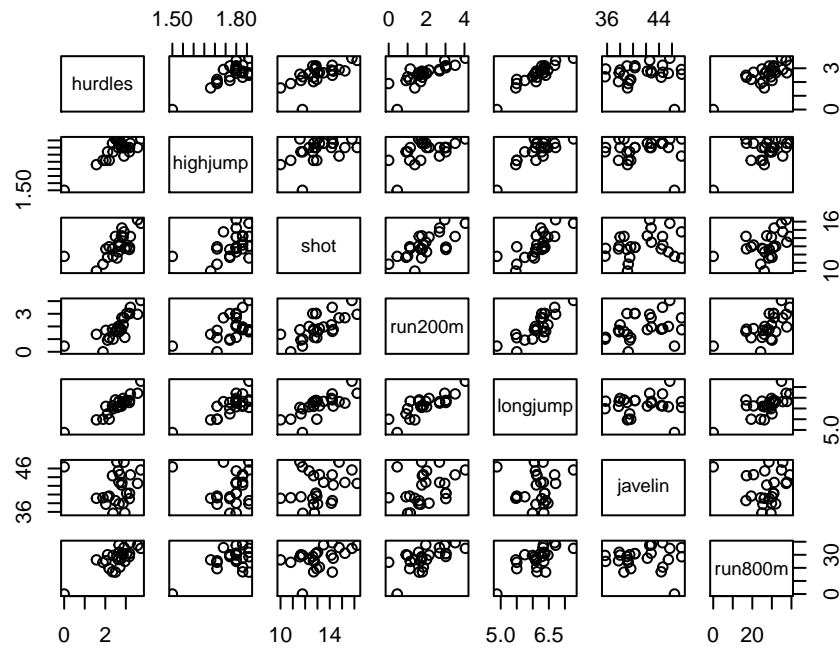 1.50 1.80 0 2 4 36 44
hurdles 0 3
1.50 highjump
shot 10 16
0 3 run200m
longjump 5.0
36 46 javelin
run800m 0 30
0 2 10 14 5.0 6.5 0 20